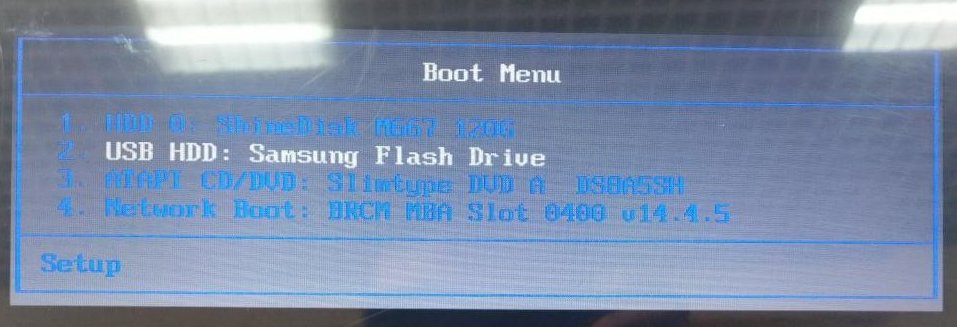 Boot Menu
1. HDD 0: ShineDisk M667 120G
2. USB HDD: Samsung Flash Drive
3. ATAPI CD/DVD: Slimtype DVD A DS8A5SH
4. Network Boot: BRCM MBA Slot 0400 v14.4.5
Setup